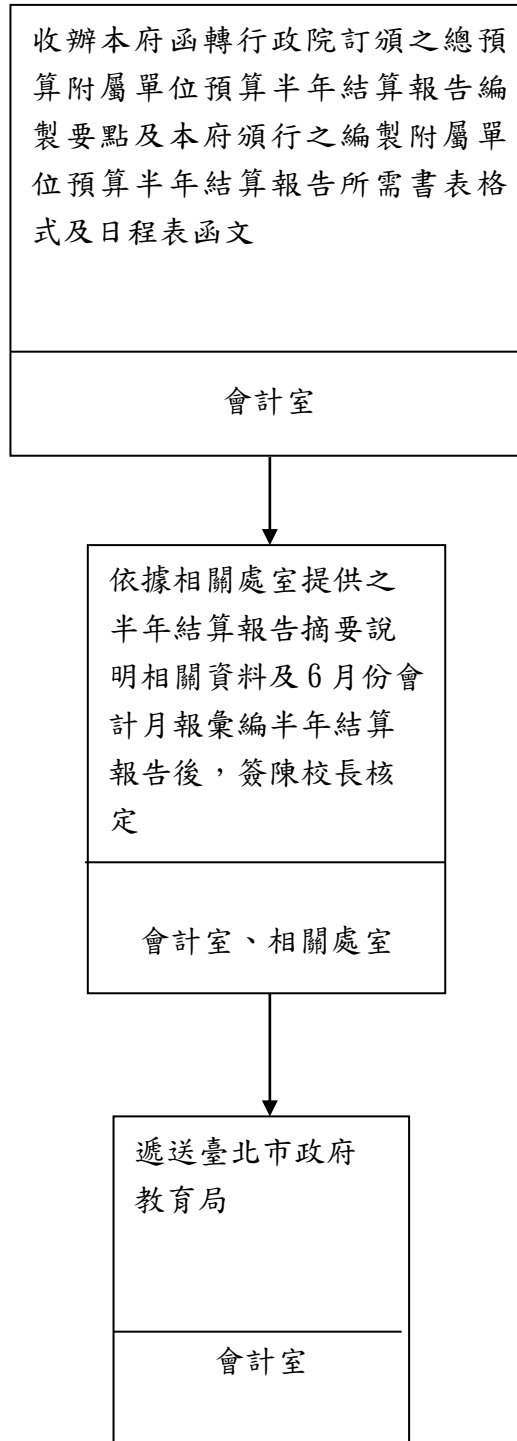 收辦本府函轉行政院訂頒之總預
算附屬單位預算半年結算報告編
製要點及本府頒行之編製附屬單
位預算半年結算報告所需書表格
式及日程表函文
會計室
依據相關處室提供之
半年結算報告摘要說
明相關資料及6月份會
計月報彙編半年結算
報告後，簽陳校長核
定
會計室、相關處室
遞送臺北市政府
教育局
會計室